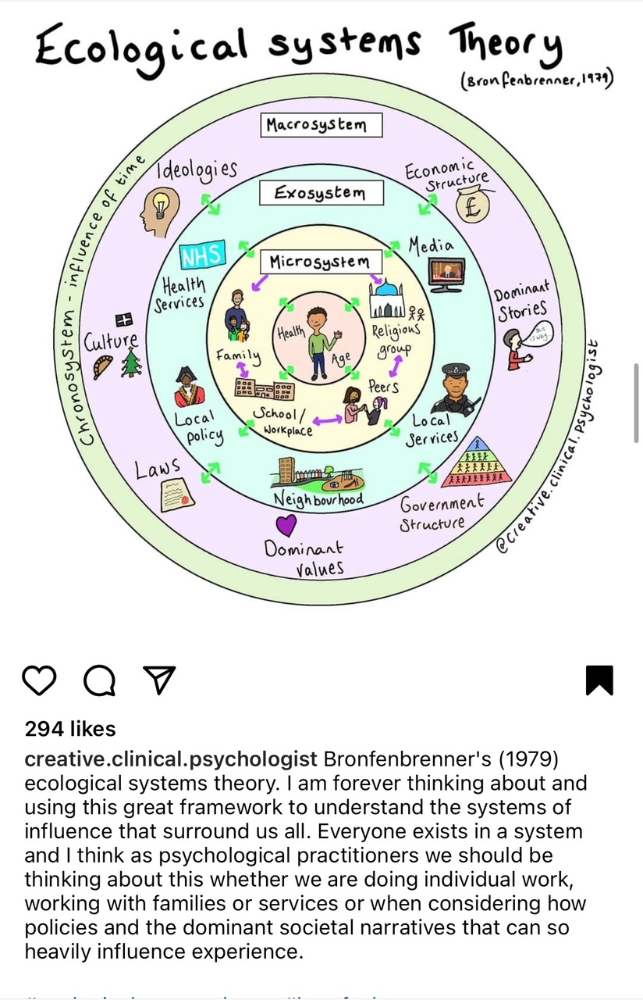 Ecological systems Theory
(Bronfenbrenner, 1979)
Macrosystem
Ideologies
Economic
Structure
£
Exosystem
NHS
Health
Services
Media
Microsystem
Chronosystem - influence of time
Culture
Dominant
Stories
This
is why...
Health
Age
Family
Religious
group
Peers
School/
Workplace
Local
policy
Local
Services
Laws
Neighbourhood
Government
Structure
Dominant
values
@creative.clinical.psychologist
294 likes
creative.clinical.psychologist Bronfenbrenner's (1979)
ecological systems theory. I am forever thinking about and
using this great framework to understand the systems of
influence that surround us all. Everyone exists in a system
and I think as psychological practitioners we should be
thinking about this whether we are doing individual work,
working with families or services or when considering how
policies and the dominant societal narratives that can so
heavily influence experience.